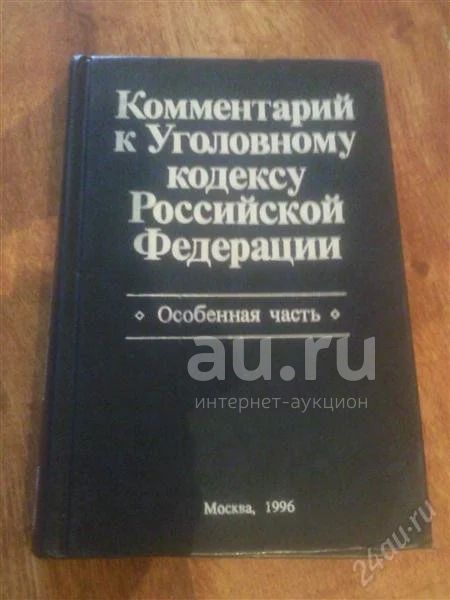 Комментарий
к Уголовному
кодексу
Российской
Федерации
Особенная часть
au.ru
интернет-аукцион
Москва, 1996
24au.ru